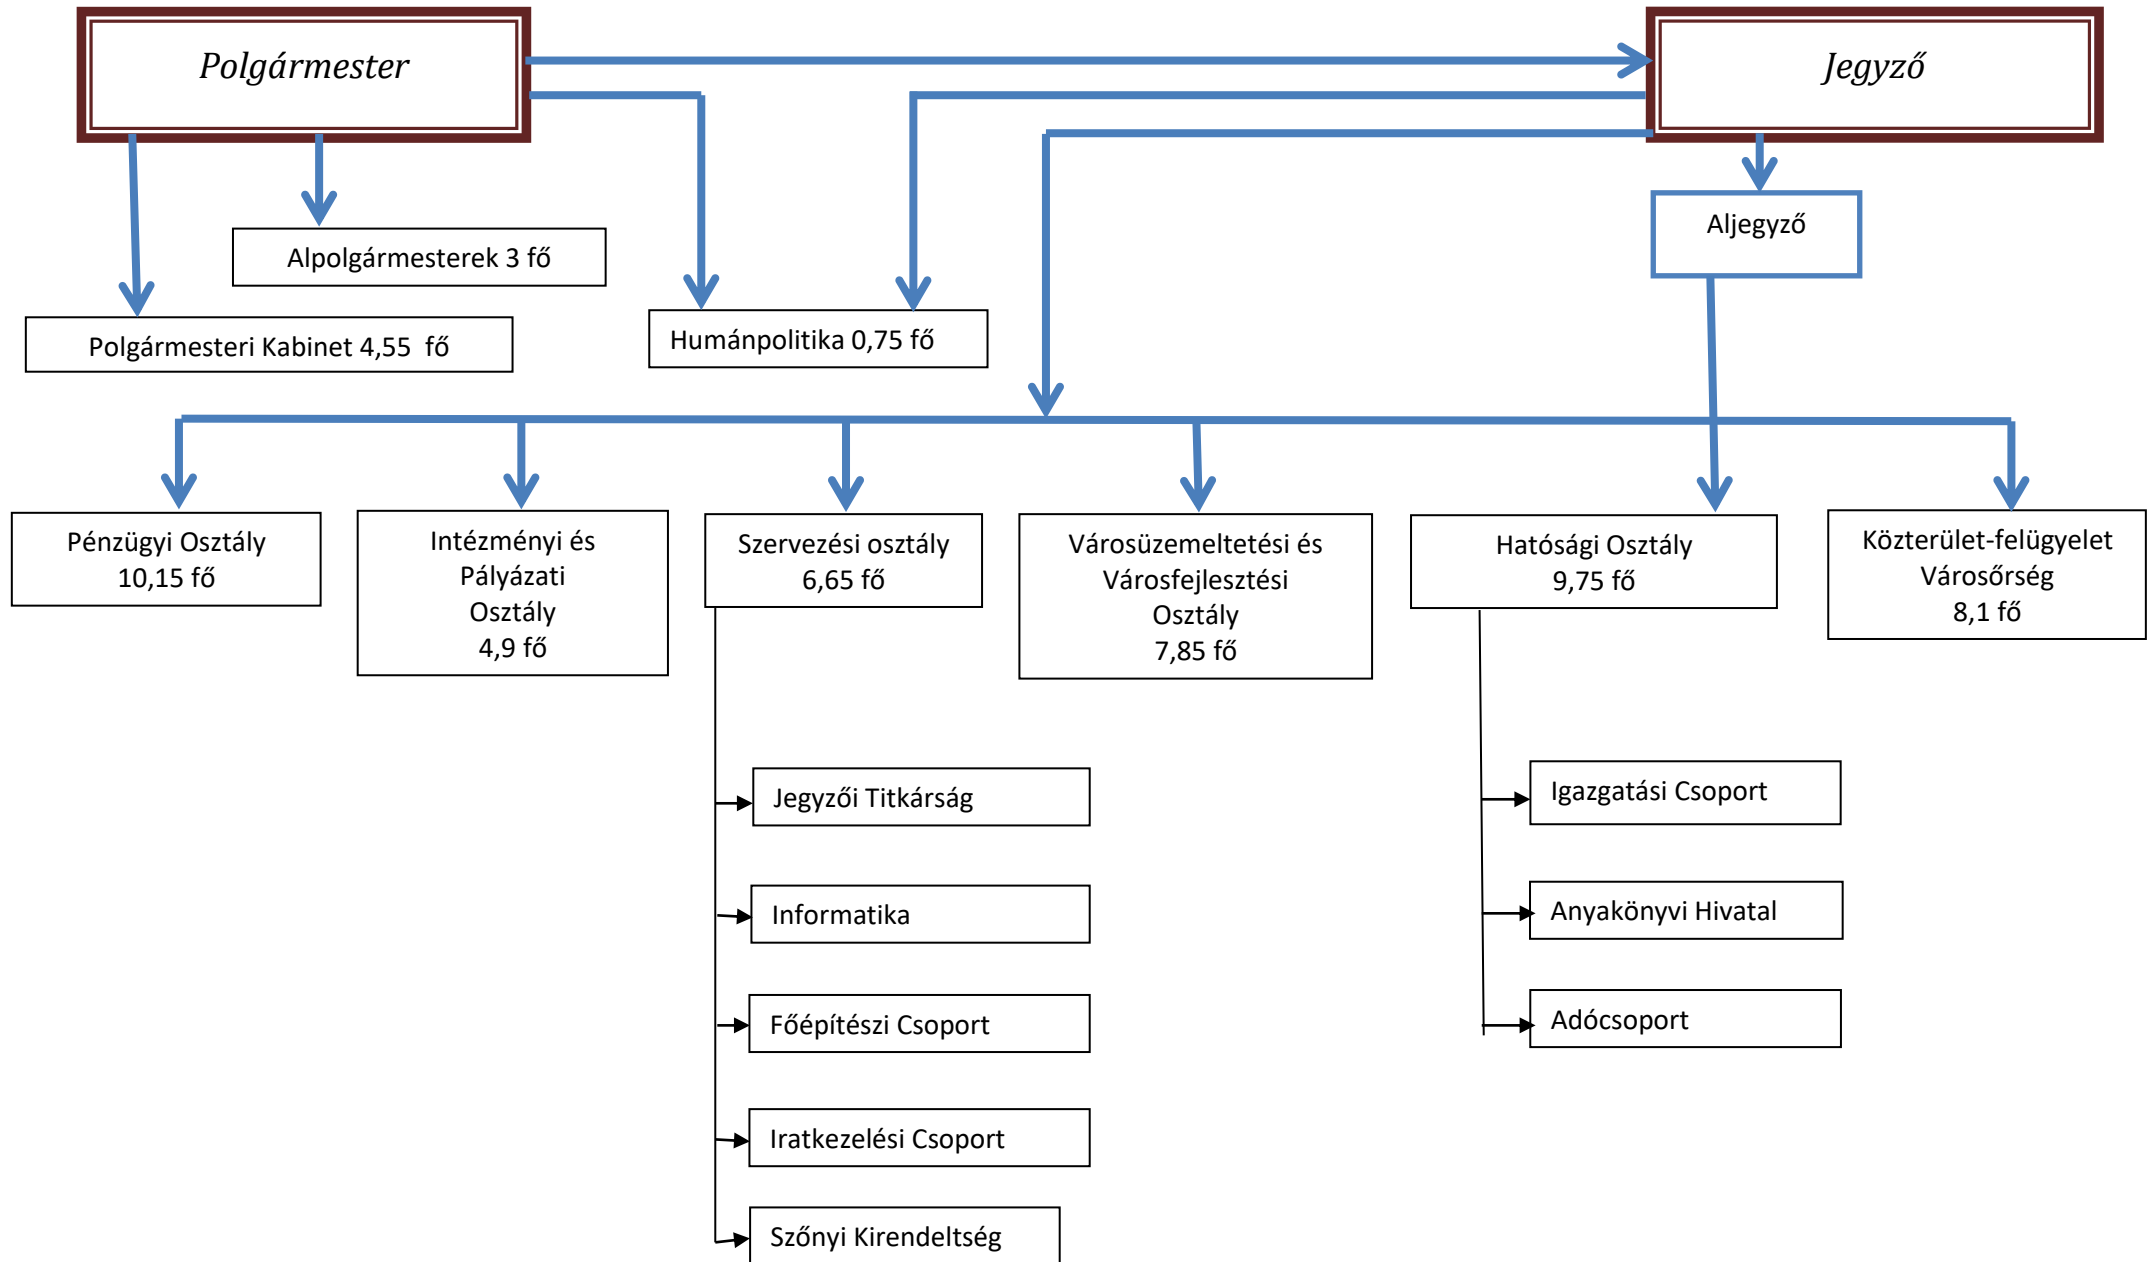 Polgármester
Jegyző
Aljegyző
Alpolgármesterek 3 fő
Polgármesteri Kabinet 4,55 fő
Humánpolitika 0,75 fő
Pénzügyi Osztály
10,15 fő
Intézményi és
Pályázati
Osztály
4,9 fő
Szervezési osztály
6,65 fő
Városüzemeltetési és
Városfejlesztési
Osztály
7,85 fő
Hatósági Osztály
9,75 fő
Közterület-felügyelet
Városőrség
8,1 fő
Jegyzői Titkárság
Informatika
Főépítészi Csoport
Iratkezelési Csoport
Szőnyi Kirendeltség
Igazgatási Csoport
Anyakönyvi Hivatal
Adócsoport